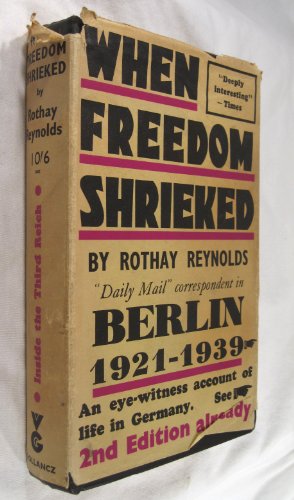 WHEN
FREEDOM
SHRIEKED
"Deeply
Interesting"
—Times
BY ROTHAY REYNOLDS
"Daily Mail" correspondent in
BERLIN
1921-1939
An eye-witness account of
life in Germany. See
2nd Edition already
FREEDOM
SHRIEKED
by
Rothay
Reynolds
10/6
Inside the Third Reich
VG
GOLLANCZ